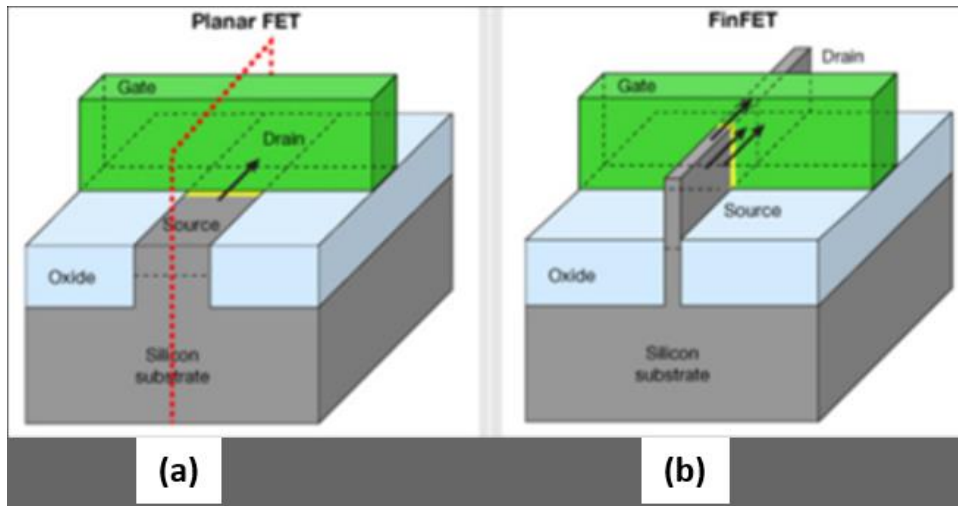 Planar FET
Gate
Drain
Source
Oxide
Silicon
substrate
(a)
FinFET
Drain
Gate
Source
Oxide
Silicon
substrate
(b)